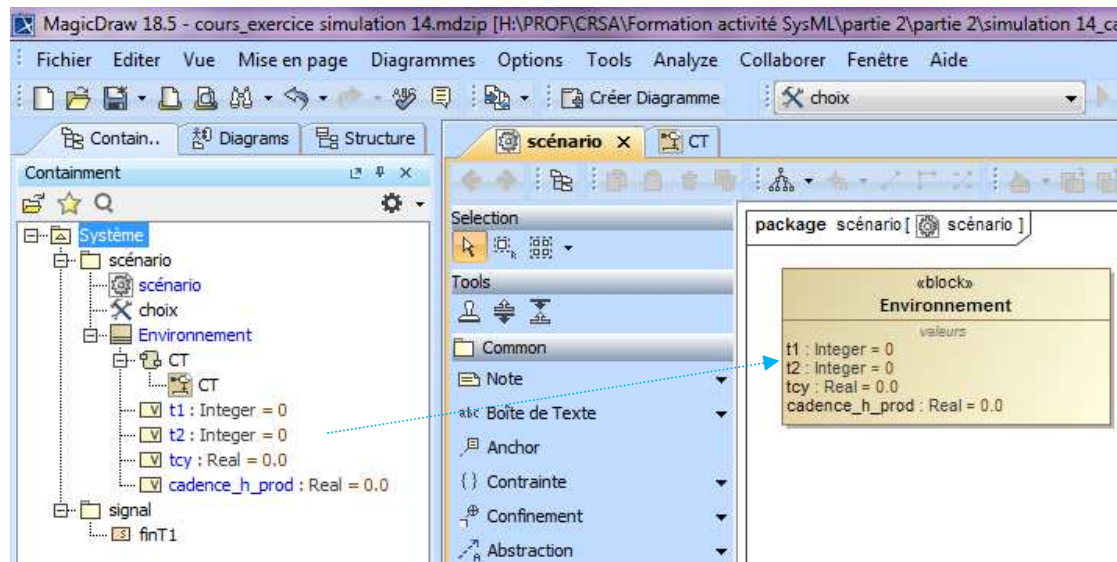 MagicDraw 18.5 - cours_exercice simulation 14.mdzip [H:\PROF\CRSA\Formation activité SysML\partie 2\partie 2\simulation 14_ca
Fichier Editer Vue Mise en page Diagrammes Options Tools Analyze Collaborer Fenêtre Aide
Créer Diagramme choix
Contain.. Diagrams Structure scénario CT
Containment
Système
scénario
scénario
choix
Environnement
CT
CT
t1 : Integer = 0
t2 : Integer = 0
tcy : Real = 0.0
cadence_h_prod : Real = 0.0
signal
finT1
Selection
Tools
Common
Note
abc Boîte de Texte
Anchor
{} Contrainte
Confinement
Abstraction
package scénario [ scénario ]
«block»
Environnement
valeurs
t1 : Integer = 0
t2 : Integer = 0
tcy : Real = 0.0
cadence_h_prod : Real = 0.0